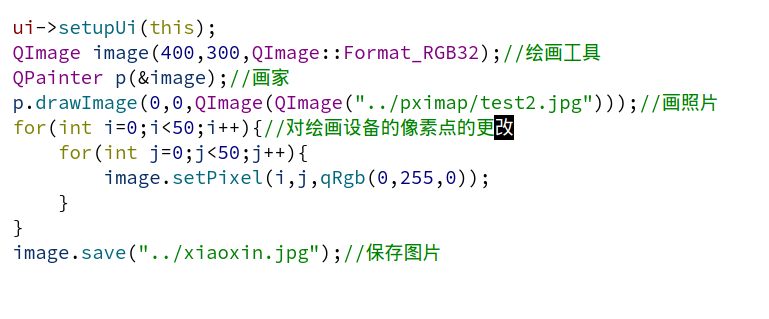 ui->setupUi(this);
QImage image(400,300,QImage::Format_RGB32);//绘画工具
QPainter p(&image);//画家
p.drawImage(0,0,QImage(QImage("../pximap/test2.jpg")));//画照片
for(int i=0;i<50;i++){//对绘画设备的像素点的更改
    for(int j=0;j<50;j++){
        image.setPixel(i,j,qRgb(0,255,0));
    }
}
image.save("../xiaoxin.jpg");//保存图片